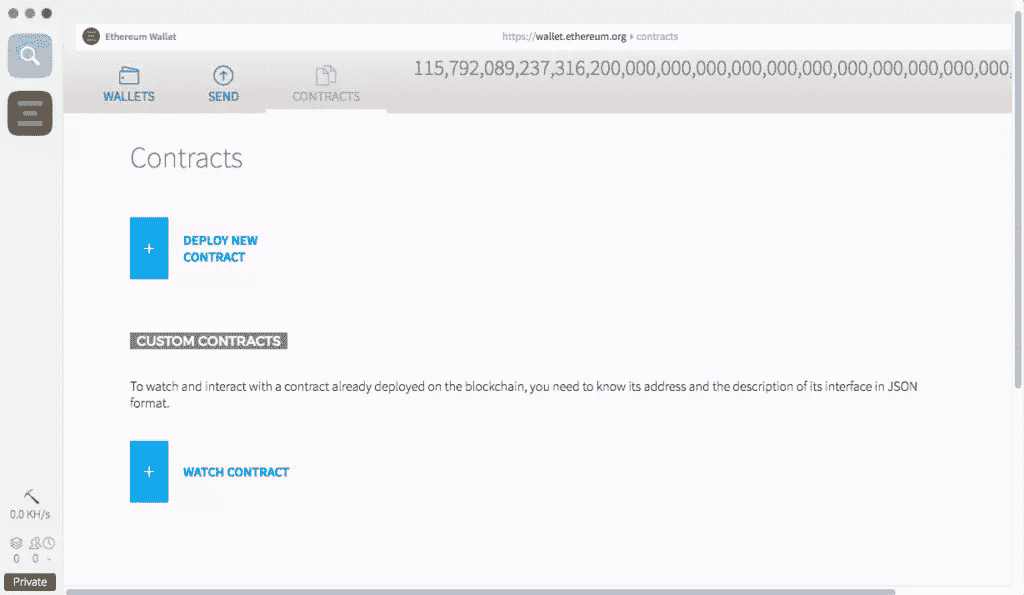 Ethereum Wallet
https://wallet.ethereum.org › contracts
WALLETS
SEND
CONTRACTS
115,792,089,237,316,200,000,000,000,000,000,000,000,000,000,000,000,000,
Contracts
+
DEPLOY NEW
CONTRACT
CUSTOM CONTRACTS
To watch and interact with a contract already deployed on the blockchain, you need to know its address and the description of its interface in JSON
format.
+
WATCH CONTRACT
0.0 KH/s
0 0 -
Private